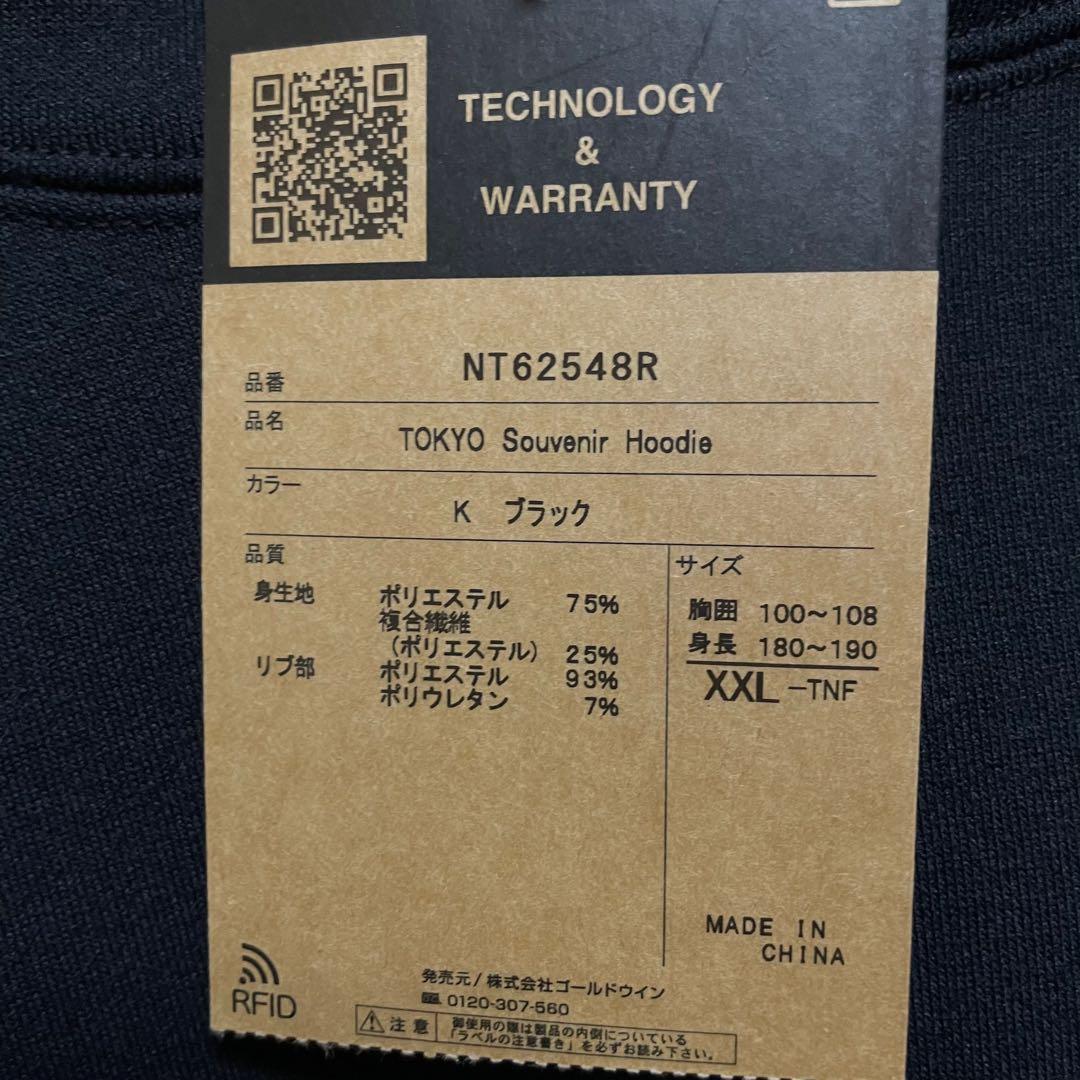 TECHNOLOGY
&
WARRANTY
品番 NT62548R
品名 TOKYO Souvenir Hoodie
カラー K ブラック
品質
身生地 ポリエステル 75%
複合繊維
(ポリエステル) 25%
リブ部 ポリエステル 93%
ポリウレタン 7%
サイズ
胸囲 100～108
身長 180～190
XXL -TNF
MADE IN
CHINA
RFID
発売元/株式会社ゴールドウイン
0120-307-560
注意
御使用の際は製品の内側についている
「ラベルの注意書き」を必ずお読み下さい。